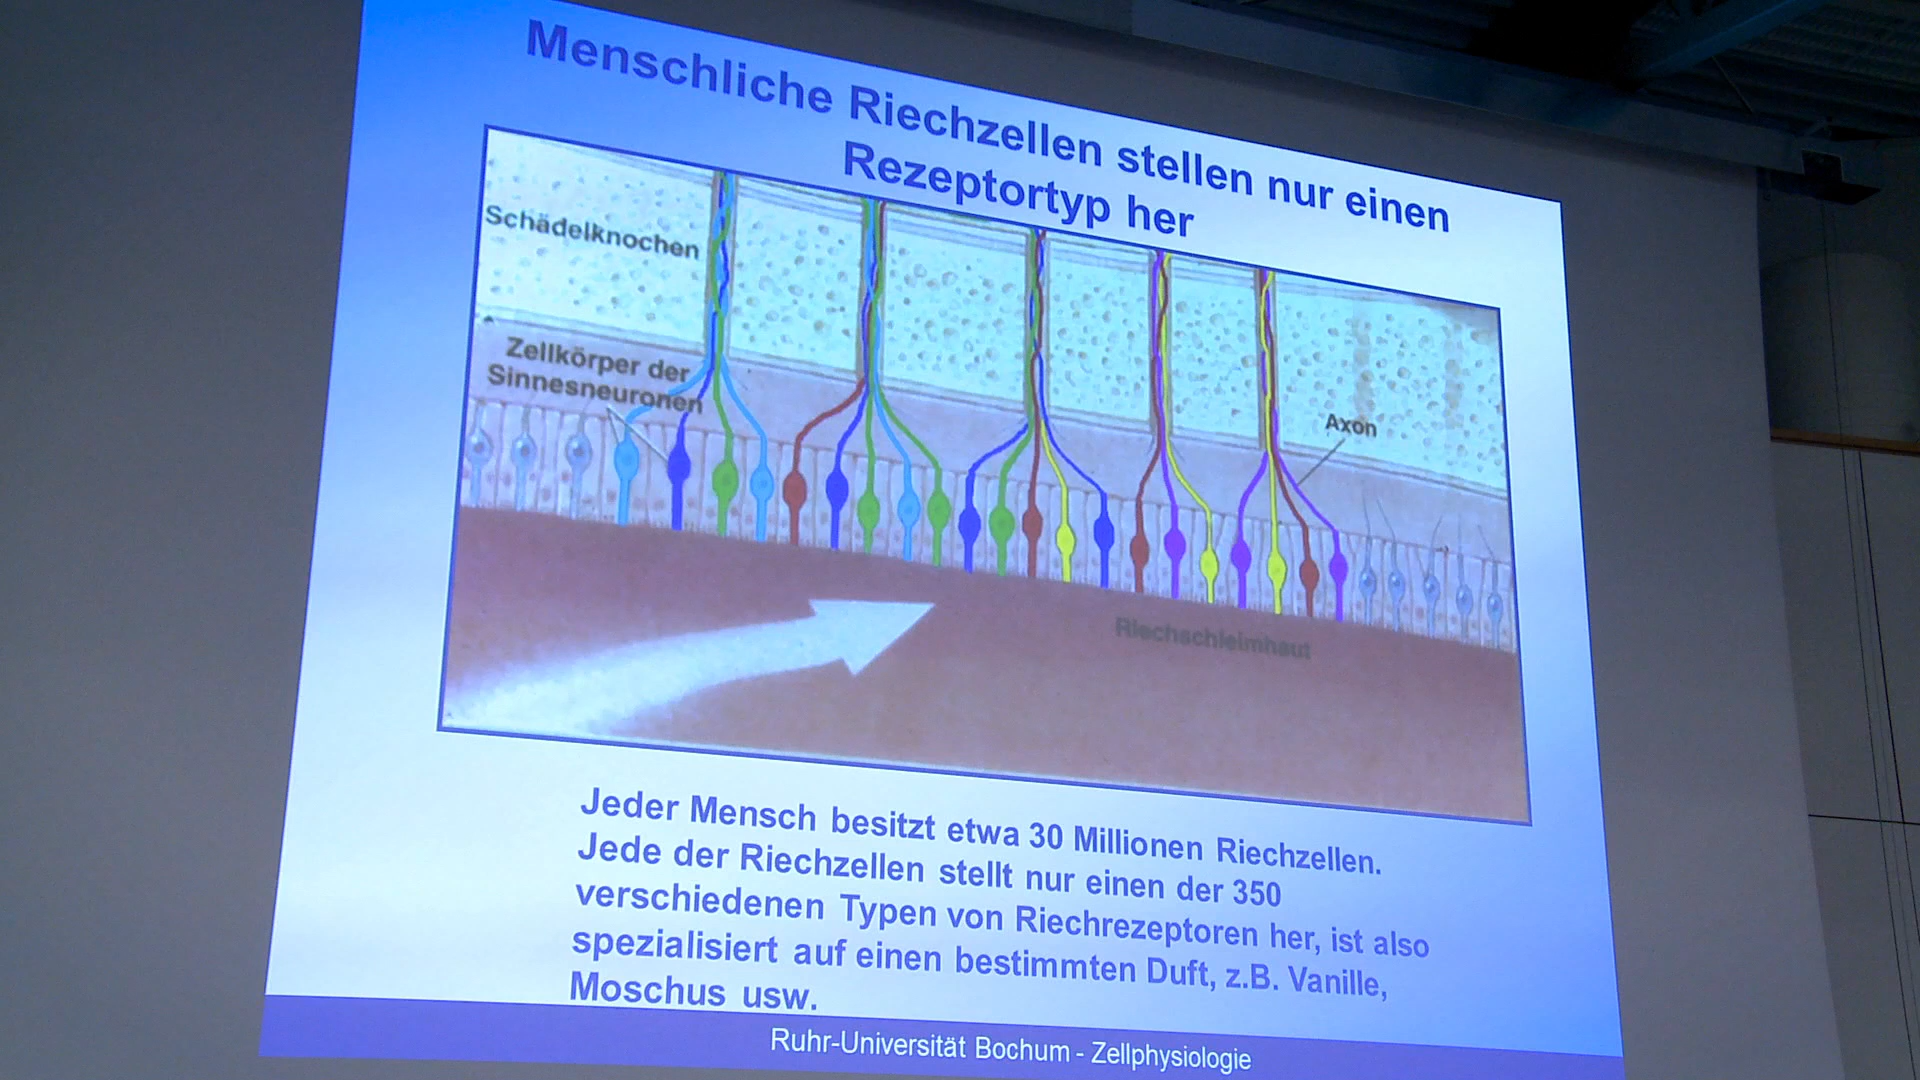 Menschliche Riechzellen stellen nur einen
Rezeptortyp her
Schädelknochen
Zellkörper der
Sinnesneuronen
Axon
Riechschleimhaut
Jeder Mensch besitzt etwa 30 Millionen Riechzellen.
Jede der Riechzellen stellt nur einen der 350
verschiedenen Typen von Riechrezeptoren her, ist also
spezialisiert auf einen bestimmten Duft, z.B. Vanille,
Moschus usw.
Ruhr-Universität Bochum - Zellphysiologie